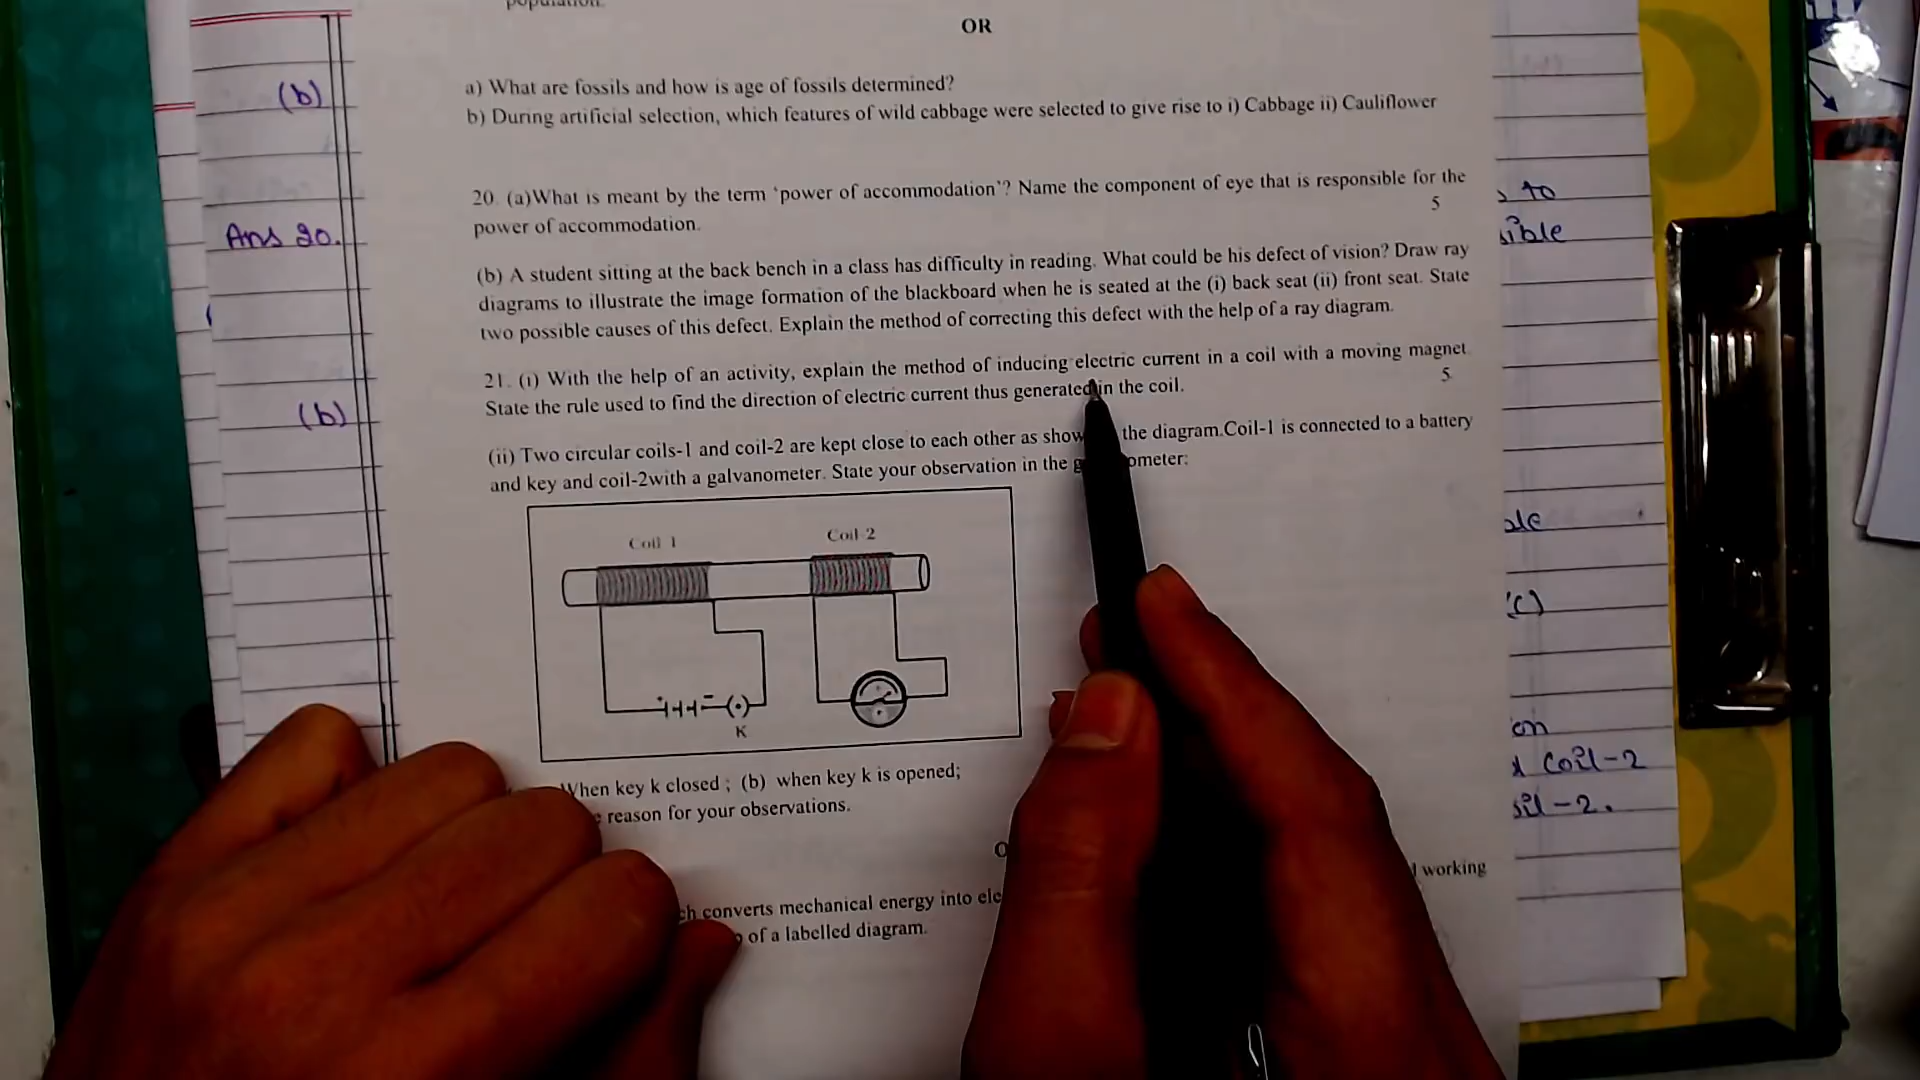 population.
OR
(b)
a) What are fossils and how is age of fossils determined?
b) During artificial selection, which features of wild cabbage were selected to give rise to i) Cabbage ii) Cauliflower
20. (a)What is meant by the term ‘power of accommodation’? Name the component of eye that is responsible for the
5
power of accommodation.
Ans 20.
to
sible
(b) A student sitting at the back bench in a class has difficulty in reading. What could be his defect of vision? Draw ray
diagrams to illustrate the image formation of the blackboard when he is seated at the (i) back seat (ii) front seat. State
two possible causes of this defect. Explain the method of correcting this defect with the help of a ray diagram.
21. (i) With the help of an activity, explain the method of inducing electric current in a coil with a moving magnet
5
State the rule used to find the direction of electric current thus generated in the coil.
(b)
(ii) Two circular coils-1 and coil-2 are kept close to each other as show the diagram.Coil-1 is connected to a battery
and key and coil-2with a galvanometer. State your observation in the g ometer:
Coil 1
Coil 2
K
(c)
on
Coil-2
oil-2.
When key k closed ; (b) when key k is opened;
reason for your observations.
O
working
ch converts mechanical energy into ele
of a labelled diagram.